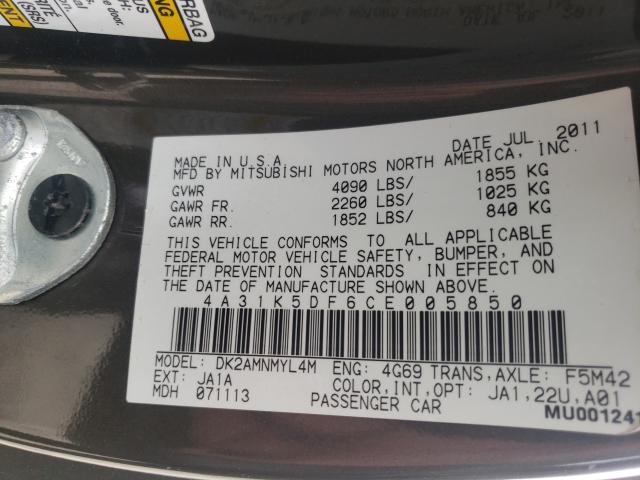 AIRBAG
MADE IN U.S.A. DATE JUL, 2011
MFD BY MITSUBISHI MOTORS NORTH AMERICA, INC.
GVWR 4090 LBS/ 1855 KG
GAWR FR. 2260 LBS/ 1025 KG
GAWR RR. 1852 LBS/ 840 KG
THIS VEHICLE CONFORMS TO ALL APPLICABLE
FEDERAL MOTOR VEHICLE SAFETY, BUMPER, AND
THEFT PREVENTION STANDARDS IN EFFECT ON
THE DATE OF MANUFACTURE SHOWN ABOVE.
4A31K5DF6CE005850
MODEL: DK2AMNMYL4M ENG: 4G69 TRANS,AXLE: F5M42
EXT: JA1A COLOR,INT,OPT: JA1,22U,A01
MDH 071113 PASSENGER CAR MU001241